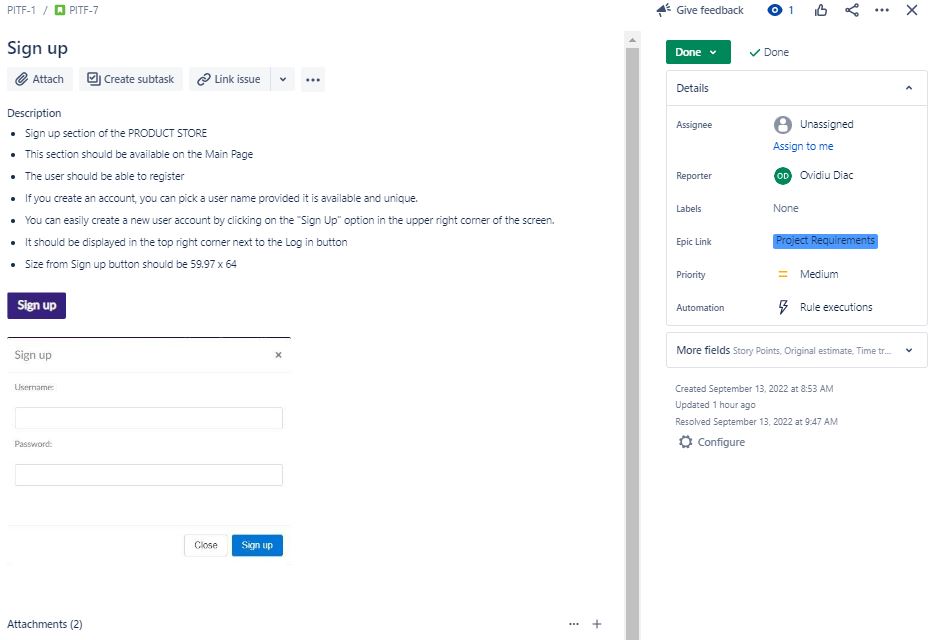 PITF-1 / PITF-7
Give feedback
1
Sign up
Attach
Create subtask
Link issue
Description
Sign up section of the PRODUCT STORE
This section should be available on the Main Page
The user should be able to register
If you create an account, you can pick a user name provided it is available and unique.
You can easily create a new user account by clicking on the "Sign Up" option in the upper right corner of the screen.
It should be displayed in the top right corner next to the Log in button
Size from Sign up button should be 59.97 x 64
Sign up
Sign up ×
Username:
Password:
Close
Sign up
Attachments (2)
Done
Done
Details
Assignee
Unassigned
Assign to me
Reporter
OD Ovidiu Diac
Labels
None
Epic Link
Project Requirements
Priority
Medium
Automation
Rule executions
More fields Story Points, Original estimate, Time tr...
Created September 13, 2022 at 8:53 AM
Updated 1 hour ago
Resolved September 13, 2022 at 9:47 AM
Configure